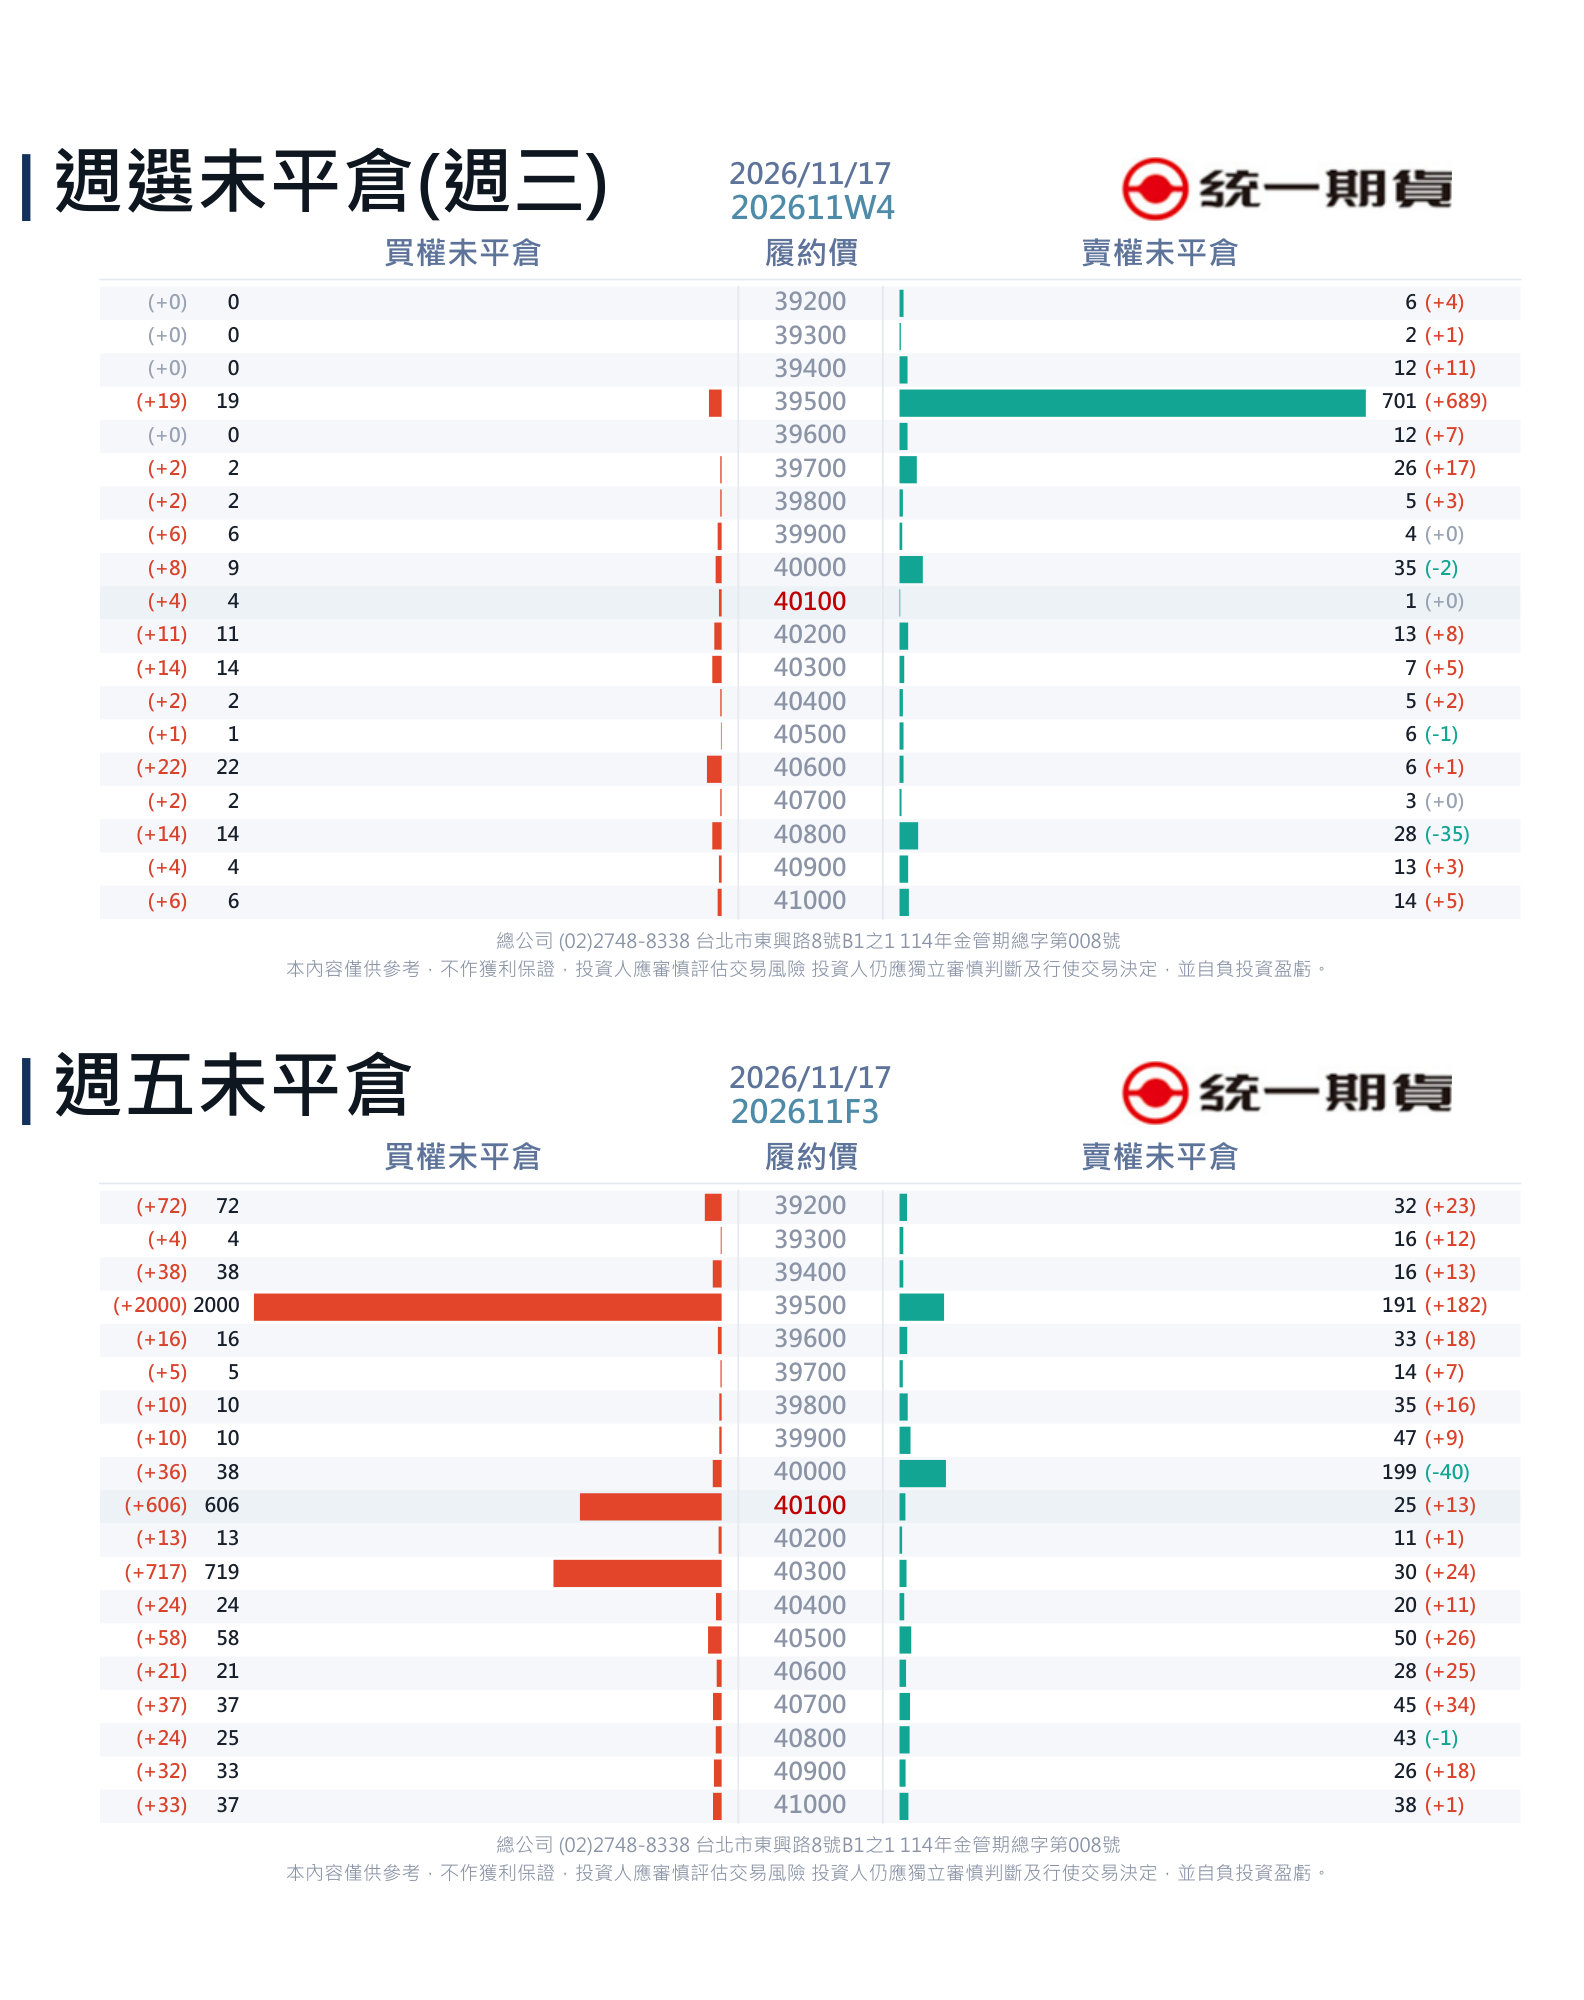 週選未平倉(週三)
2026/11/17
202611W4
統一期貨
買權未平倉 履約價 賣權未平倉
(+0) 0 39200 6 (+4)
(+0) 0 39300 2 (+1)
(+0) 0 39400 12 (+11)
(+19) 19 39500 701 (+689)
(+0) 0 39600 12 (+7)
(+2) 2 39700 26 (+17)
(+2) 2 39800 5 (+3)
(+6) 6 39900 4 (+0)
(+8) 9 40000 35 (-2)
(+4) 4 40100 1 (+0)
(+11) 11 40200 13 (+8)
(+14) 14 40300 7 (+5)
(+2) 2 40400 5 (+2)
(+1) 1 40500 6 (-1)
(+22) 22 40600 6 (+1)
(+2) 2 40700 3 (+0)
(+14) 14 40800 28 (-35)
(+4) 4 40900 13 (+3)
(+6) 6 41000 14 (+5)
總公司 (02)2748-8338 台北市東興路8號B1之1 114年金管期總字第008號
本內容僅供參考．不作獲利保證．投資人應審慎評估交易風險 投資人仍應獨立審慎判斷及行使交易決定．並自負投資盈虧。
週五未平倉
2026/11/17
202611F3
統一期貨
買權未平倉 履約價 賣權未平倉
(+72) 72 39200 32 (+23)
(+4) 4 39300 16 (+12)
(+38) 38 39400 16 (+13)
(+2000) 2000 39500 191 (+182)
(+16) 16 39600 33 (+18)
(+5) 5 39700 14 (+7)
(+10) 10 39800 35 (+16)
(+10) 10 39900 47 (+9)
(+36) 38 40000 199 (-40)
(+606) 606 40100 25 (+13)
(+13) 13 40200 11 (+1)
(+717) 719 40300 30 (+24)
(+24) 24 40400 20 (+11)
(+58) 58 40500 50 (+26)
(+21) 21 40600 28 (+25)
(+37) 37 40700 45 (+34)
(+24) 25 40800 43 (-1)
(+32) 33 40900 26 (+18)
(+33) 37 41000 38 (+1)
總公司 (02)2748-8338 台北市東興路8號B1之1 114年金管期總字第008號
本內容僅供參考．不作獲利保證．投資人應審慎評估交易風險 投資人仍應獨立審慎判斷及行使交易決定．並自負投資盈虧。